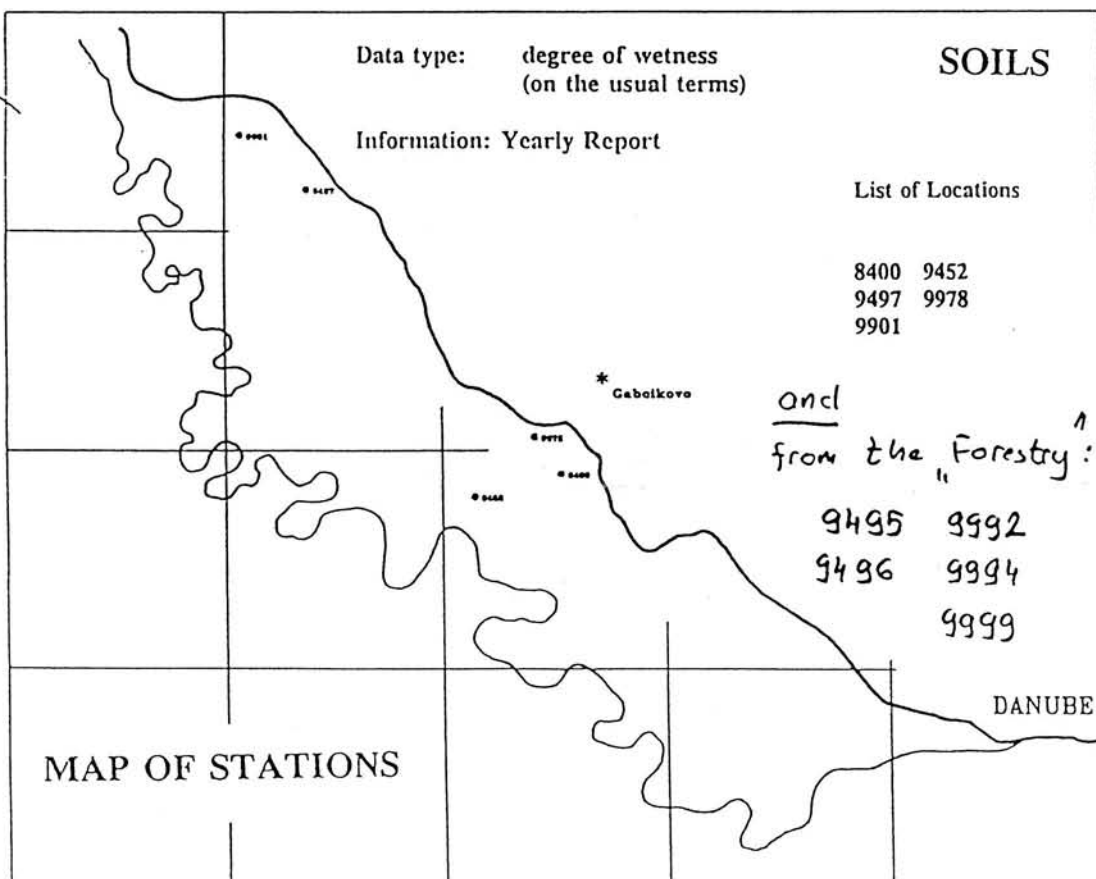 Data type: degree of wetness
(on the usual terms)
SOILS
Information: Yearly Report
List of Locations
8400 9452
9497 9978
9901
* Gabcikovo
and
from the "Forestry":
9495 9992
9496 9994
9999
DANUBE
MAP OF STATIONS